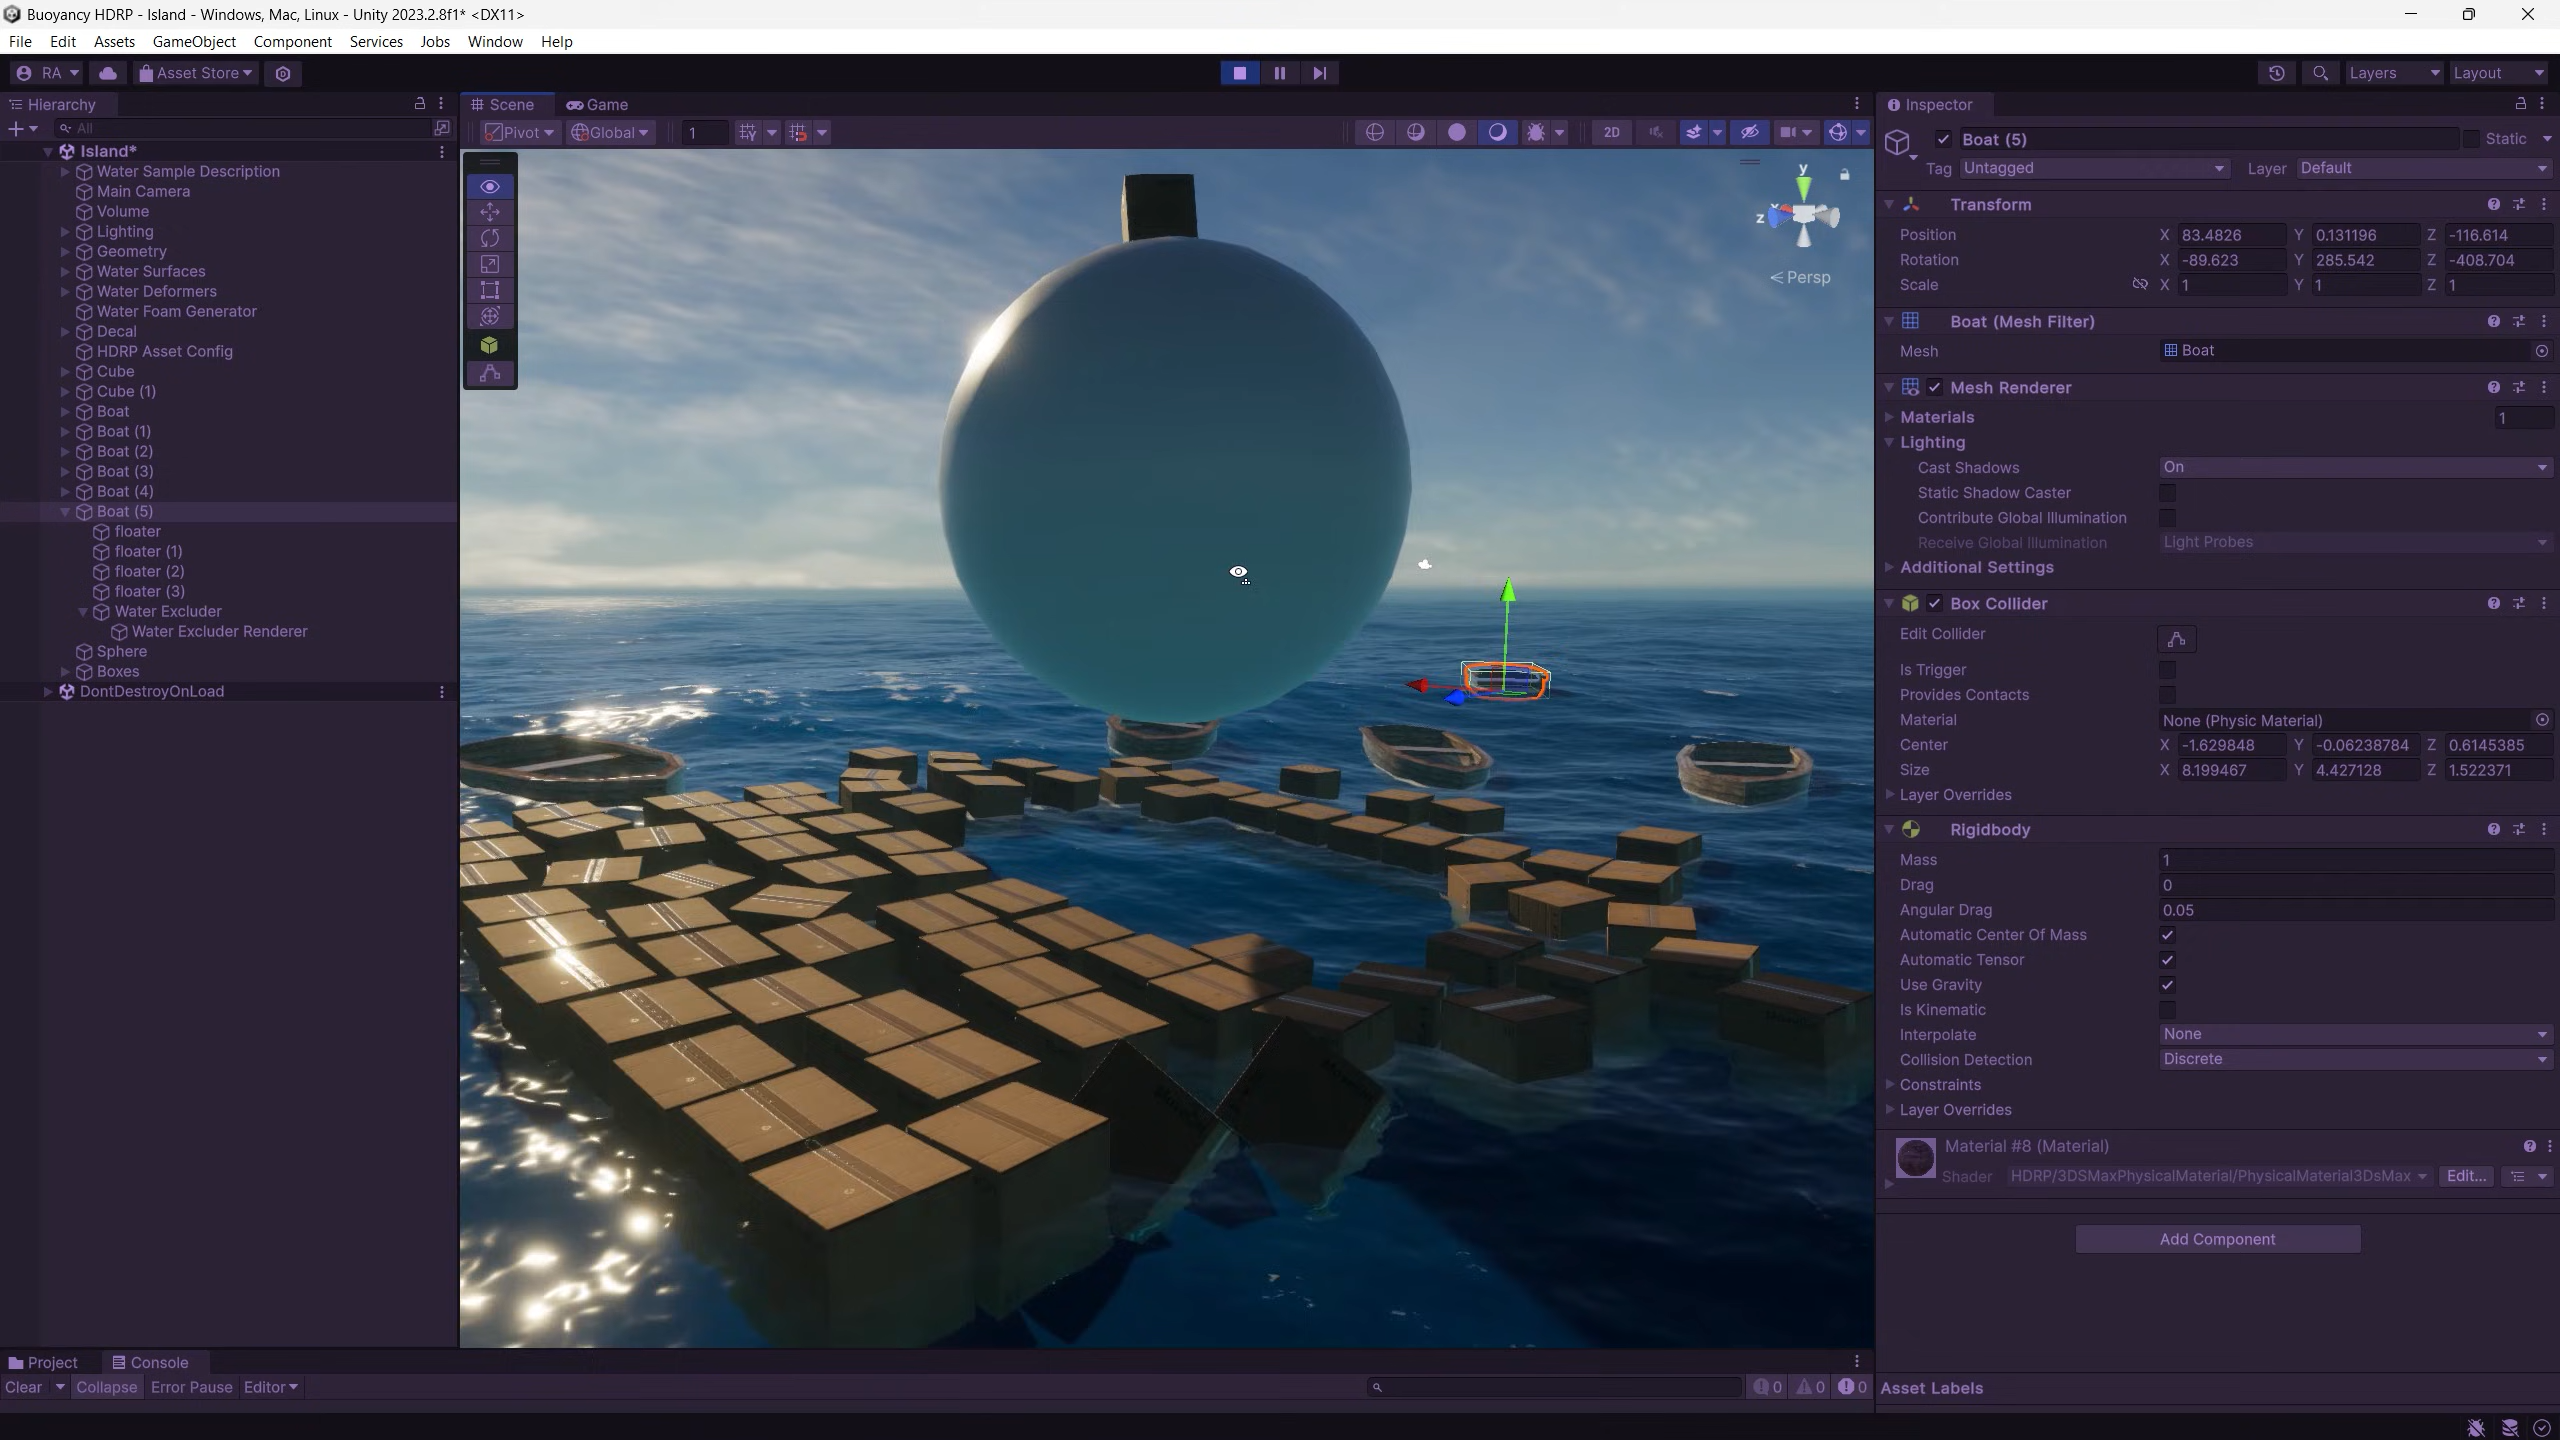 Buoyancy HDRP - Island - Windows, Mac, Linux - Unity 2023.2.8f1* <DX11>
File Edit Assets GameObject Component Services Jobs Window Help
RA Asset Store Layers Layout
Hierarchy
All
Island*
Water Sample Description
Main Camera
Volume
Lighting
Geometry
Water Surfaces
Water Deformers
Water Foam Generator
Decal
HDRP Asset Config
Cube
Cube (1)
Boat
Boat (1)
Boat (2)
Boat (3)
Boat (4)
Boat (5)
floater
floater (1)
floater (2)
floater (3)
Water Excluder
Water Excluder Renderer
Sphere
Boxes
DontDestroyOnLoad
Scene Game
Pivot Global 1 2D
y
x
z
< Persp
Inspector
Boat (5) Static
Tag Untagged Layer Default
Transform
Position X 83.4826 Y 0.131196 Z -116.614
Rotation X -89.623 Y 285.542 Z -408.704
Scale X 1 Y 1 Z 1
Boat (Mesh Filter)
Mesh Boat
Mesh Renderer
Materials 1
Lighting
Cast Shadows On
Static Shadow Caster
Contribute Global Illumination
Receive Global Illumination Light Probes
Additional Settings
Box Collider
Edit Collider
Is Trigger
Provides Contacts
Material None (Physic Material)
Center X -1.629848 Y -0.06238784 Z 0.6145385
Size X 8.199467 Y 4.427128 Z 1.522371
Layer Overrides
Rigidbody
Mass 1
Drag 0
Angular Drag 0.05
Automatic Center Of Mass
Automatic Tensor
Use Gravity
Is Kinematic
Interpolate None
Collision Detection Discrete
Constraints
Layer Overrides
Material #8 (Material)
Shader HDRP/3DSMaxPhysicalMaterial/PhysicalMaterial3DsMax Edit...
Add Component
Asset Labels
Project Console
Clear Collapse Error Pause Editor 0 0 0